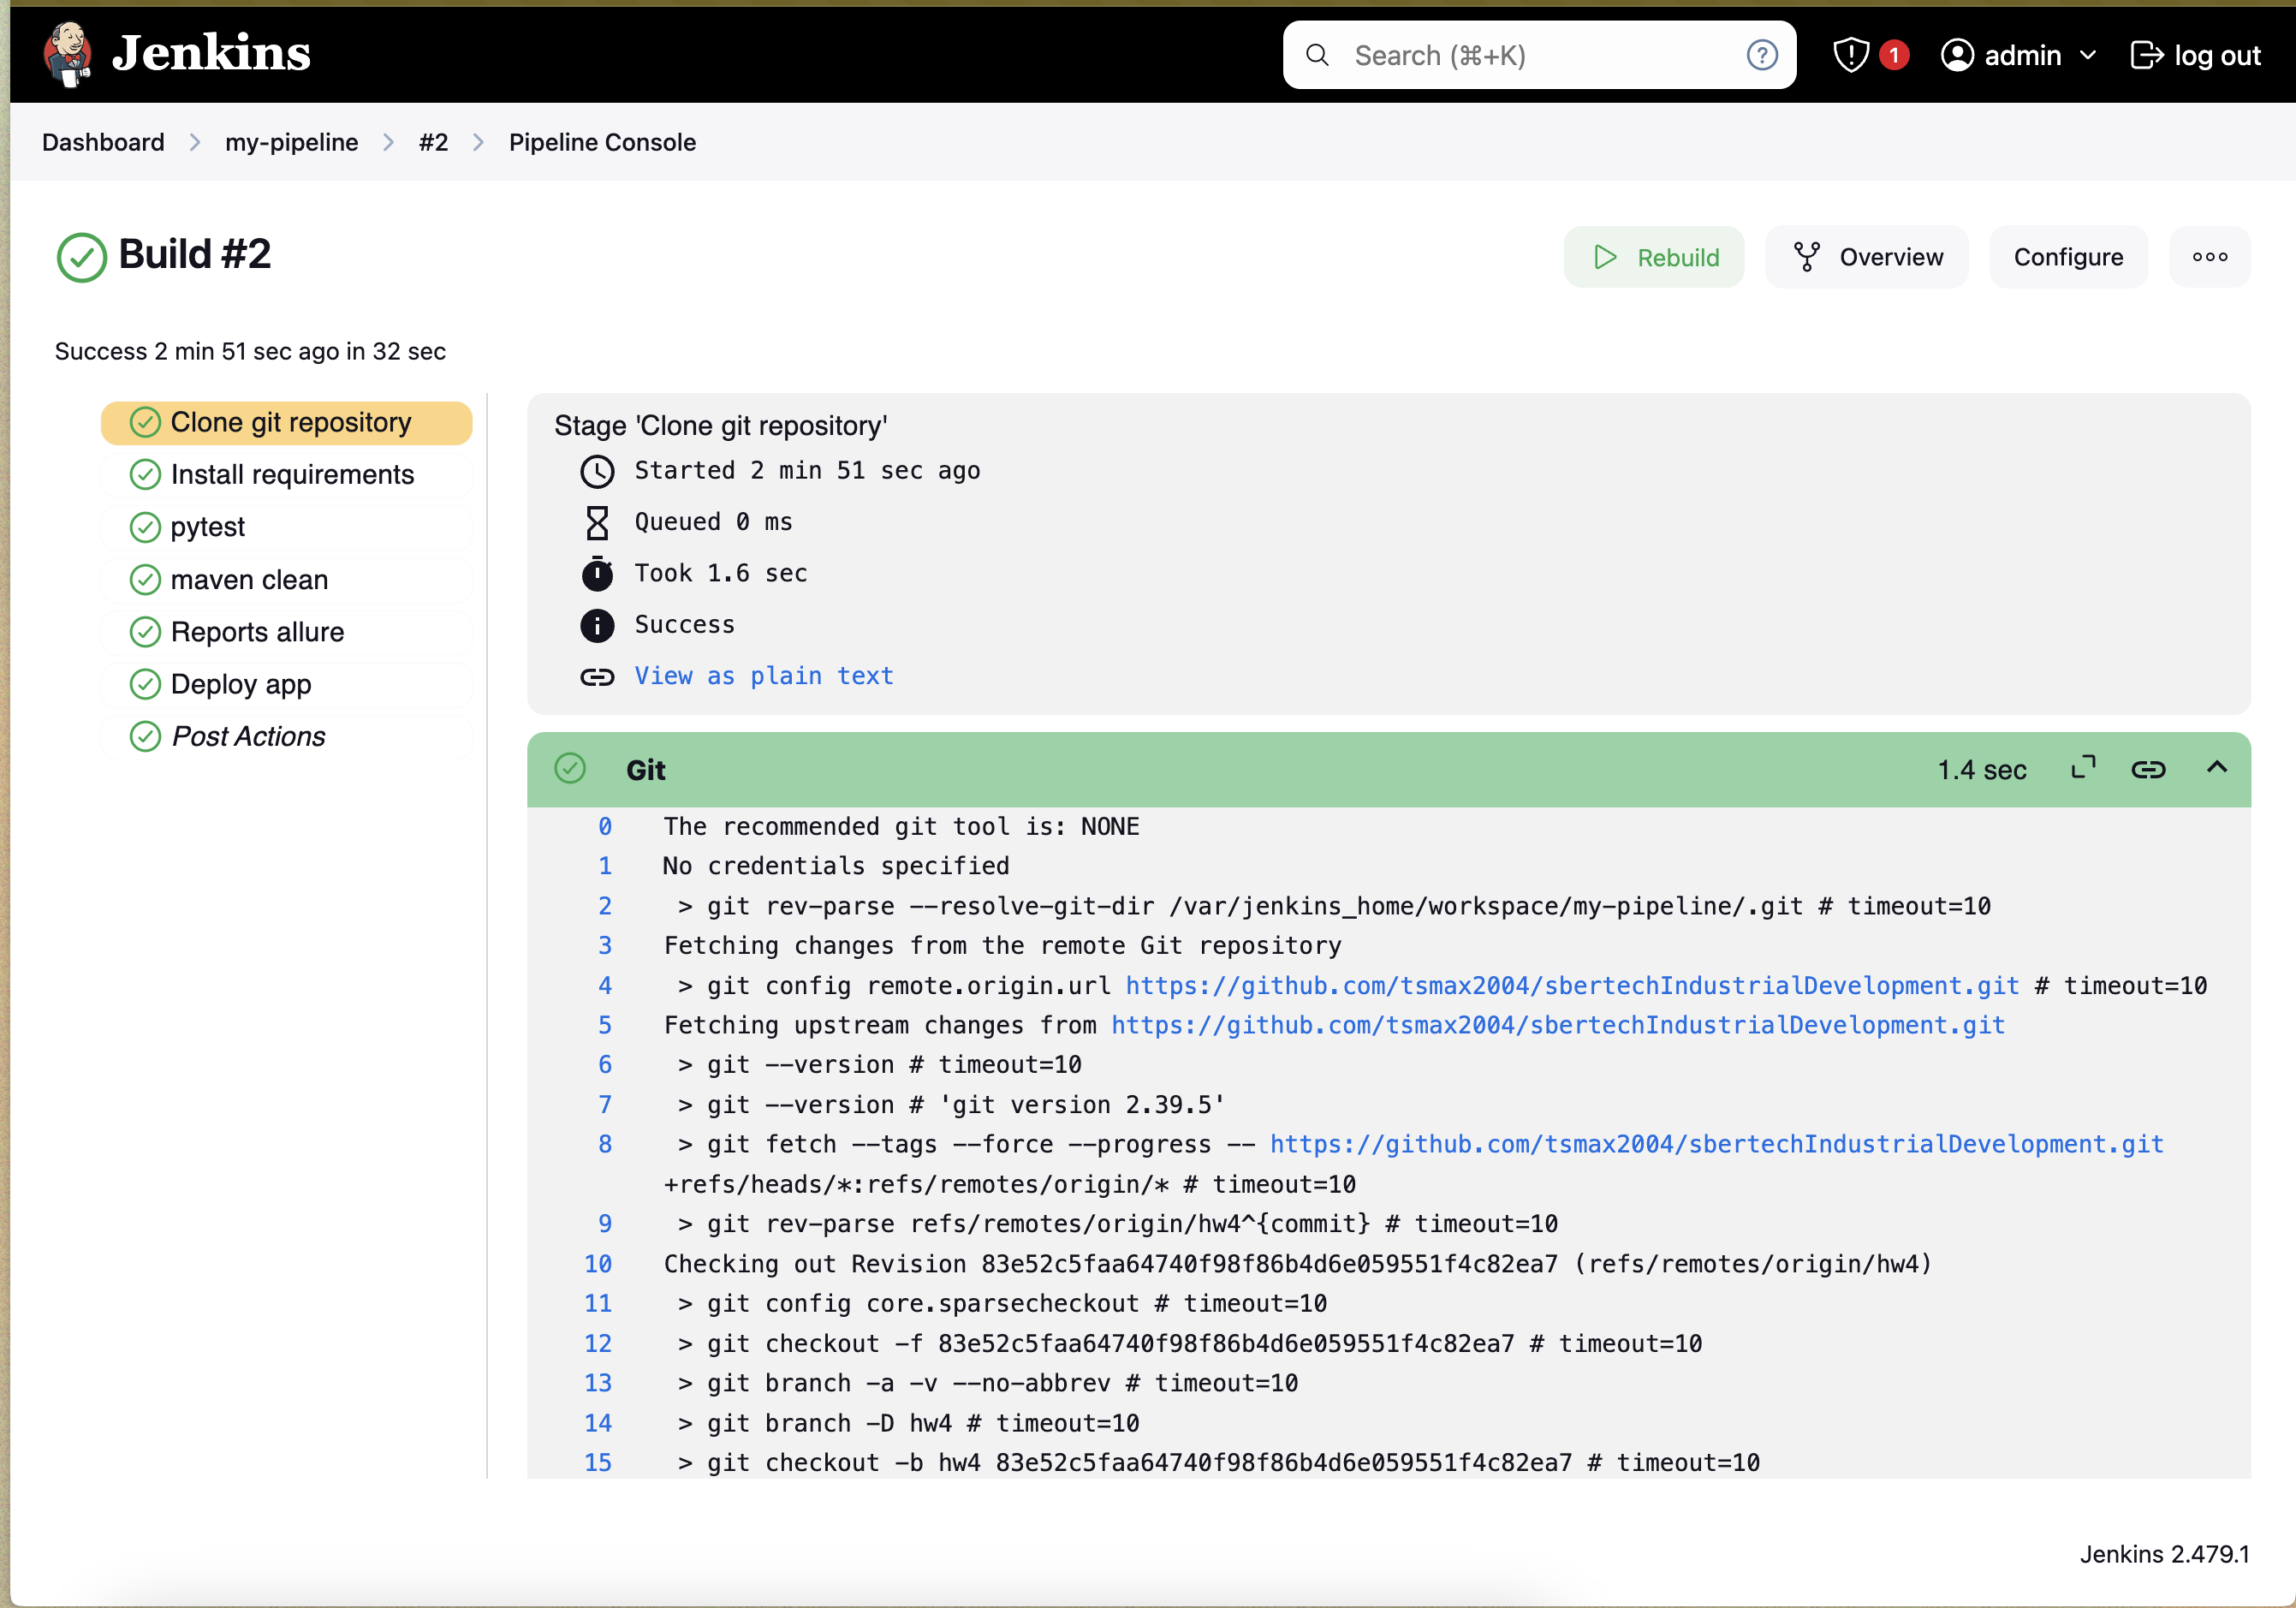 Jenkins
Search (⌘+K)
1
admin
log out
Dashboard
my-pipeline
#2
Pipeline Console
Build #2
Rebuild
Overview
Configure
Success 2 min 51 sec ago in 32 sec
Clone git repository
Install requirements
pytest
maven clean
Reports allure
Deploy app
Post Actions
Stage 'Clone git repository'
Started 2 min 51 sec ago
Queued 0 ms
Took 1.6 sec
Success
View as plain text
Git
1.4 sec
0 The recommended git tool is: NONE
1 No credentials specified
2 > git rev-parse --resolve-git-dir /var/jenkins_home/workspace/my-pipeline/.git # timeout=10
3 Fetching changes from the remote Git repository
4 > git config remote.origin.url https://github.com/tsmax2004/sbertechIndustrialDevelopment.git # timeout=10
5 Fetching upstream changes from https://github.com/tsmax2004/sbertechIndustrialDevelopment.git
6 > git --version # timeout=10
7 > git --version # 'git version 2.39.5'
8 > git fetch --tags --force --progress -- https://github.com/tsmax2004/sbertechIndustrialDevelopment.git
+refs/heads/*:refs/remotes/origin/* # timeout=10
9 > git rev-parse refs/remotes/origin/hw4^{commit} # timeout=10
10 Checking out Revision 83e52c5faa64740f98f86b4d6e059551f4c82ea7 (refs/remotes/origin/hw4)
11 > git config core.sparsecheckout # timeout=10
12 > git checkout -f 83e52c5faa64740f98f86b4d6e059551f4c82ea7 # timeout=10
13 > git branch -a -v --no-abbrev # timeout=10
14 > git branch -D hw4 # timeout=10
15 > git checkout -b hw4 83e52c5faa64740f98f86b4d6e059551f4c82ea7 # timeout=10
Jenkins 2.479.1